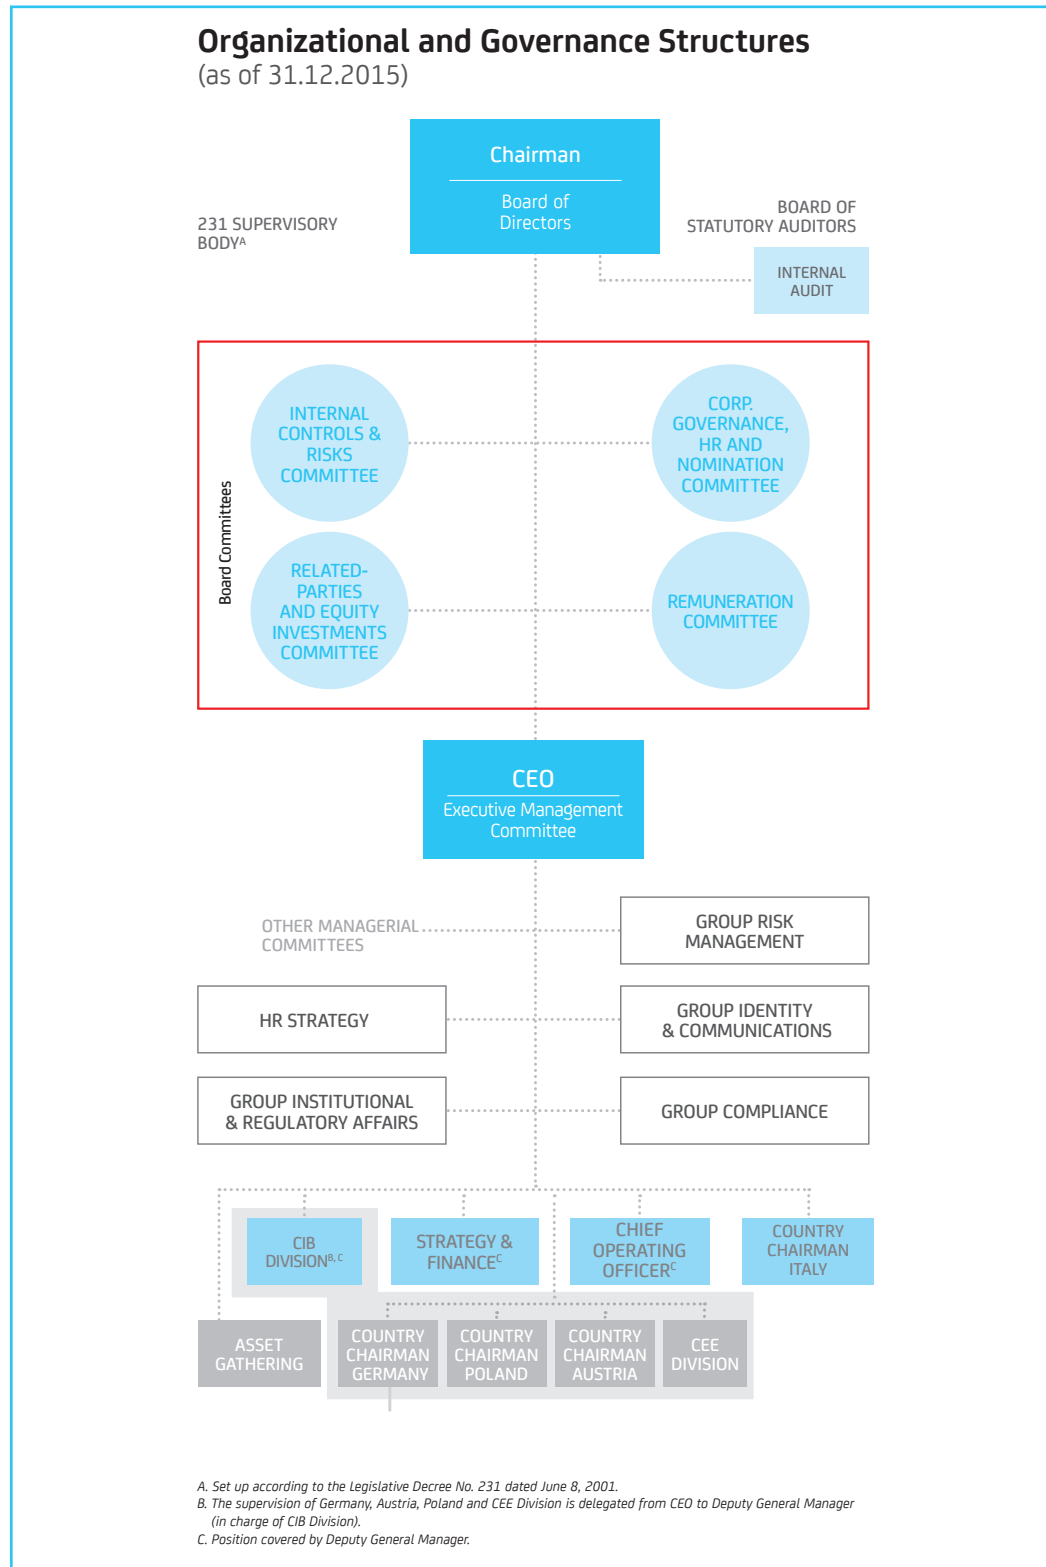 Organizational and Governance Structures
(as of 31.12.2015)
Chairman
Board of
Directors
231 SUPERVISORY
BODYᴬ
BOARD OF
STATUTORY AUDITORS
INTERNAL
AUDIT
Board Committees
INTERNAL
CONTROLS &
RISKS
COMMITTEE
CORP.
GOVERNANCE,
HR AND
NOMINATION
COMMITTEE
RELATED-
PARTIES
AND EQUITY
INVESTMENTS
COMMITTEE
REMUNERATION
COMMITTEE
CEO
Executive Management
Committee
OTHER MANAGERIAL
COMMITTEES
GROUP RISK
MANAGEMENT
HR STRATEGY
GROUP IDENTITY
& COMMUNICATIONS
GROUP INSTITUTIONAL
& REGULATORY AFFAIRS
GROUP COMPLIANCE
CIB
DIVISIONᴮ˒ ꟲ
STRATEGY &
FINANCEꟲ
CHIEF
OPERATING
OFFICERꟲ
COUNTRY
CHAIRMAN
ITALY
ASSET
GATHERING
COUNTRY
CHAIRMAN
GERMANY
COUNTRY
CHAIRMAN
POLAND
COUNTRY
CHAIRMAN
AUSTRIA
CEE
DIVISION
A. Set up according to the Legislative Decree No. 231 dated June 8, 2001.
B. The supervision of Germany, Austria, Poland and CEE Division is delegated from CEO to Deputy General Manager
(in charge of CIB Division).
C. Position covered by Deputy General Manager.